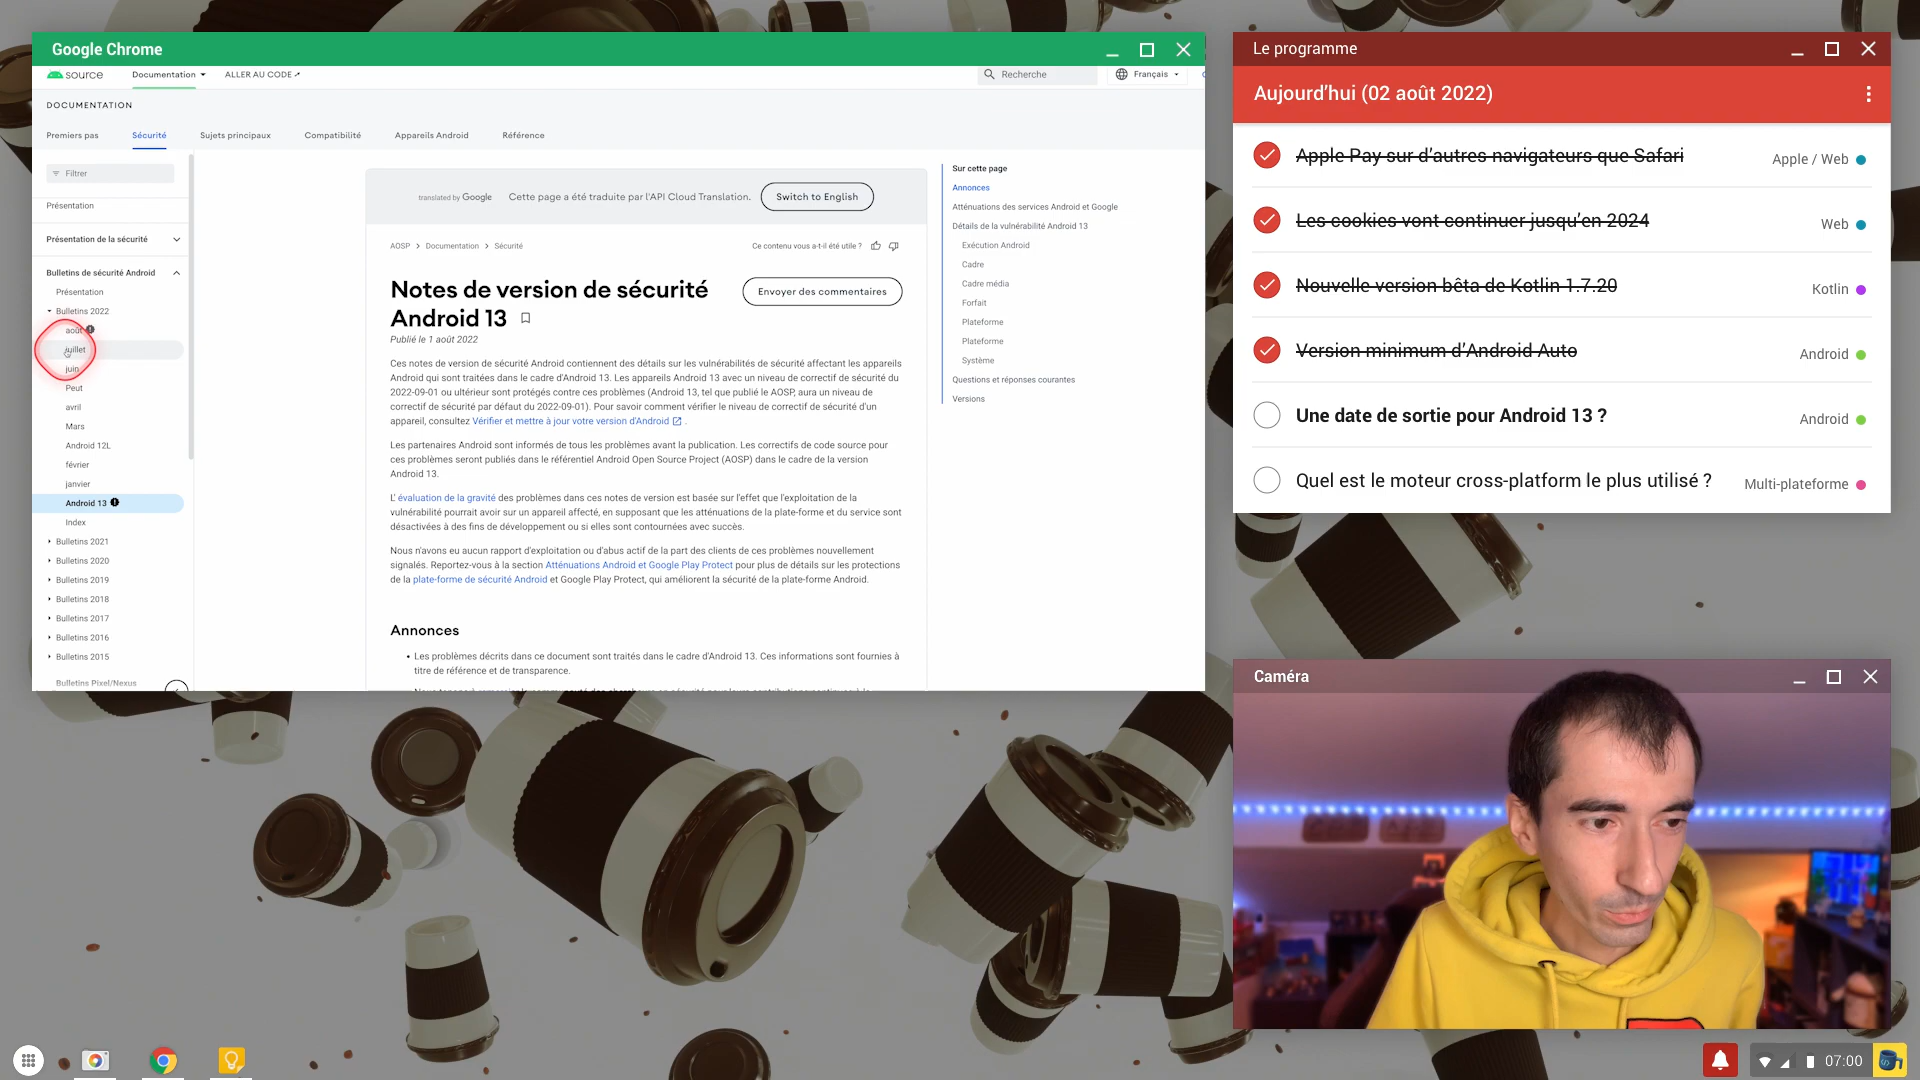 Google Chrome
source
Documentation
ALLER AU CODE
Recherche
Français
DOCUMENTATION
Premiers pas
Sécurité
Sujets principaux
Compatibilité
Appareils Android
Référence
Filtrer
Présentation
Présentation de la sécurité
Bulletins de sécurité Android
Présentation
Bulletins 2022
août
juillet
juin
Peut
avril
Mars
Android 12L
février
janvier
Android 13
Index
Bulletins 2021
Bulletins 2020
Bulletins 2019
Bulletins 2018
Bulletins 2017
Bulletins 2016
Bulletins 2015
Bulletins Pixel/Nexus
translated by Google
Cette page a été traduite par l'API Cloud Translation.
Switch to English
AOSP > Documentation > Sécurité
Ce contenu vous a-t-il été utile ?
Notes de version de sécurité
Android 13
Envoyer des commentaires
Publié le 1 août 2022
Ces notes de version de sécurité Android contiennent des détails sur les vulnérabilités de sécurité affectant les appareils
Android qui sont traitées dans le cadre d'Android 13. Les appareils Android 13 avec un niveau de correctif de sécurité du
2022-09-01 ou ultérieur sont protégés contre ces problèmes (Android 13, tel que publié le AOSP, aura un niveau de
correctif de sécurité par défaut du 2022-09-01). Pour savoir comment vérifier le niveau de correctif de sécurité d'un
appareil, consultez Vérifier et mettre à jour votre version d'Android .
Les partenaires Android sont informés de tous les problèmes avant la publication. Les correctifs de code source pour
ces problèmes seront publiés dans le référentiel Android Open Source Project (AOSP) dans le cadre de la version
Android 13.
L' évaluation de la gravité des problèmes dans ces notes de version est basée sur l'effet que l'exploitation de la
vulnérabilité pourrait avoir sur un appareil affecté, en supposant que les atténuations de la plate-forme et du service sont
désactivées à des fins de développement ou si elles sont contournées avec succès.
Nous n'avons eu aucun rapport d'exploitation ou d'abus actif de la part des clients de ces problèmes nouvellement
signalés. Reportez-vous à la section Atténuations Android et Google Play Protect pour plus de détails sur les protections
de la plate-forme de sécurité Android et Google Play Protect, qui améliorent la sécurité de la plate-forme Android.
Annonces
• Les problèmes décrits dans ce document sont traités dans le cadre d'Android 13. Ces informations sont fournies à
titre de référence et de transparence.
Sur cette page
Annonces
Atténuations des services Android et Google
Détails de la vulnérabilité Android 13
Exécution Android
Cadre
Cadre média
Forfait
Plateforme
Plateforme
Système
Questions et réponses courantes
Versions
Le programme
Aujourd'hui (02 août 2022)
Apple Pay sur d'autres navigateurs que Safari
Apple / Web
Les cookies vont continuer jusqu'en 2024
Web
Nouvelle version bêta de Kotlin 1.7.20
Kotlin
Version minimum d'Android Auto
Android
Une date de sortie pour Android 13 ?
Android
Quel est le moteur cross-platform le plus utilisé ?
Multi-plateforme
Caméra
07:00